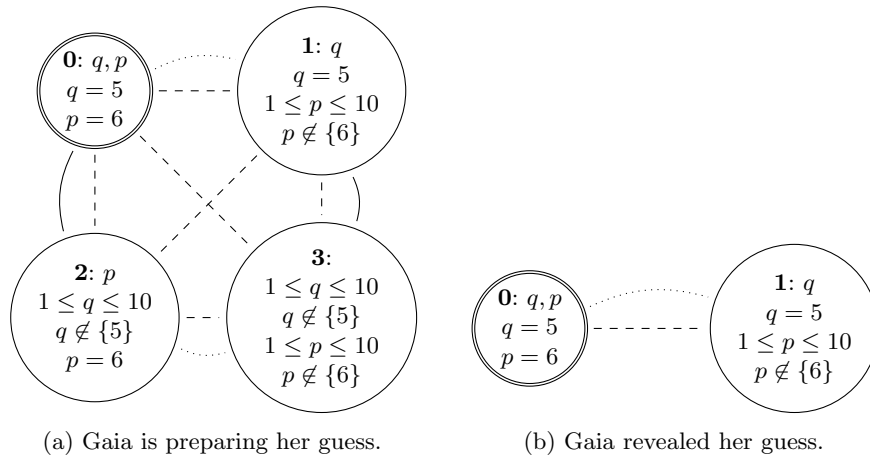 0: q, p
q = 5
p = 6
1: q
q = 5
1 ≤ p ≤ 10
p ∉ {6}
2: p
1 ≤ q ≤ 10
q ∉ {5}
p = 6
3:
1 ≤ q ≤ 10
q ∉ {5}
1 ≤ p ≤ 10
p ∉ {6}
(a) Gaia is preparing her guess.
0: q, p
q = 5
p = 6
1: q
q = 5
1 ≤ p ≤ 10
p ∉ {6}
(b) Gaia revealed her guess.